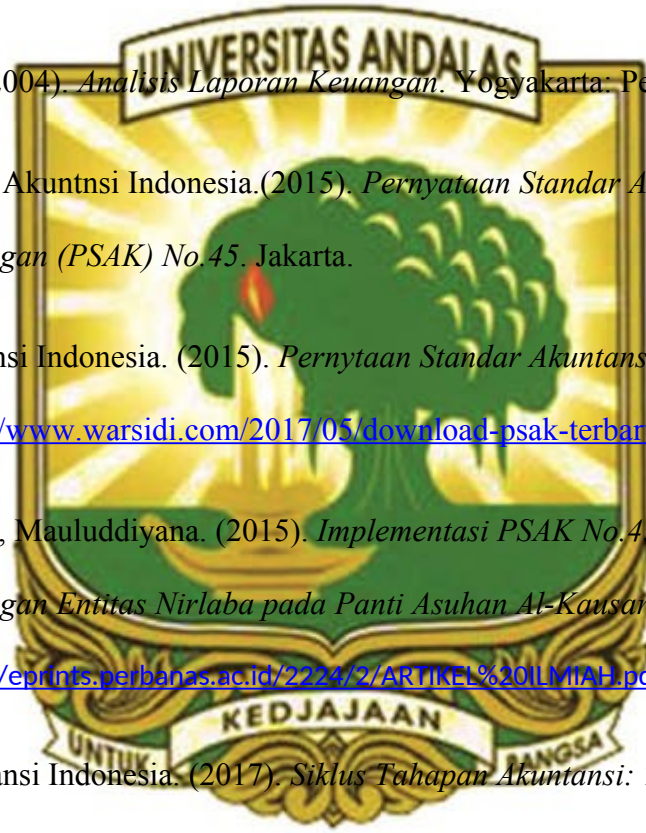 UNIVERSITAS ANDALAS
2004). Analisis Laporan Keuangan. Yogyakarta: Pe
Akuntnsi Indonesia.(2015). Pernyataan Standar A
gan (PSAK) No.45. Jakarta.
nsi Indonesia. (2015). Pernytaan Standar Akuntans
/www.warsidi.com/2017/05/download-psak-terbar
, Mauluddiyana. (2015). Implementasi PSAK No.4
gan Entitas Nirlaba pada Panti Asuhan Al-Kausar
/eprints.perbanas.ac.id/2224/2/ARTIKEL%20ILMIAH.pd
KEDJAJAAN
UNTUK BANGSA
ansi Indonesia. (2017). Siklus Tahapan Akuntansi: